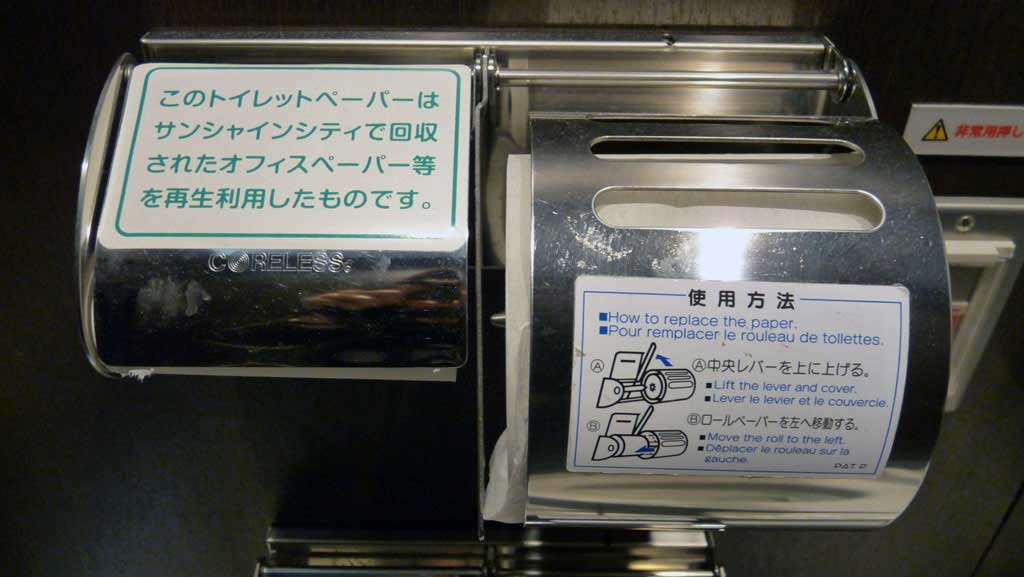 このトイレットペーパーは
サンシャインシティで回収
されたオフィスペーパー等
を再生利用したものです。
CORELESS
使用方法
■How to replace the paper.
■Pour remplacer le rouleau de tollettes.
Ⓐ
Ⓐ中央レバーを上に上げる。
■Lift the lever and cover.
■Lever le levier et le couvercie.
Ⓑ
Ⓑロールペーパーを左へ移動する。
■Move the roll to the left.
■Déplacer le rouleau sur la
gauche.
PAT.P
非常用押し